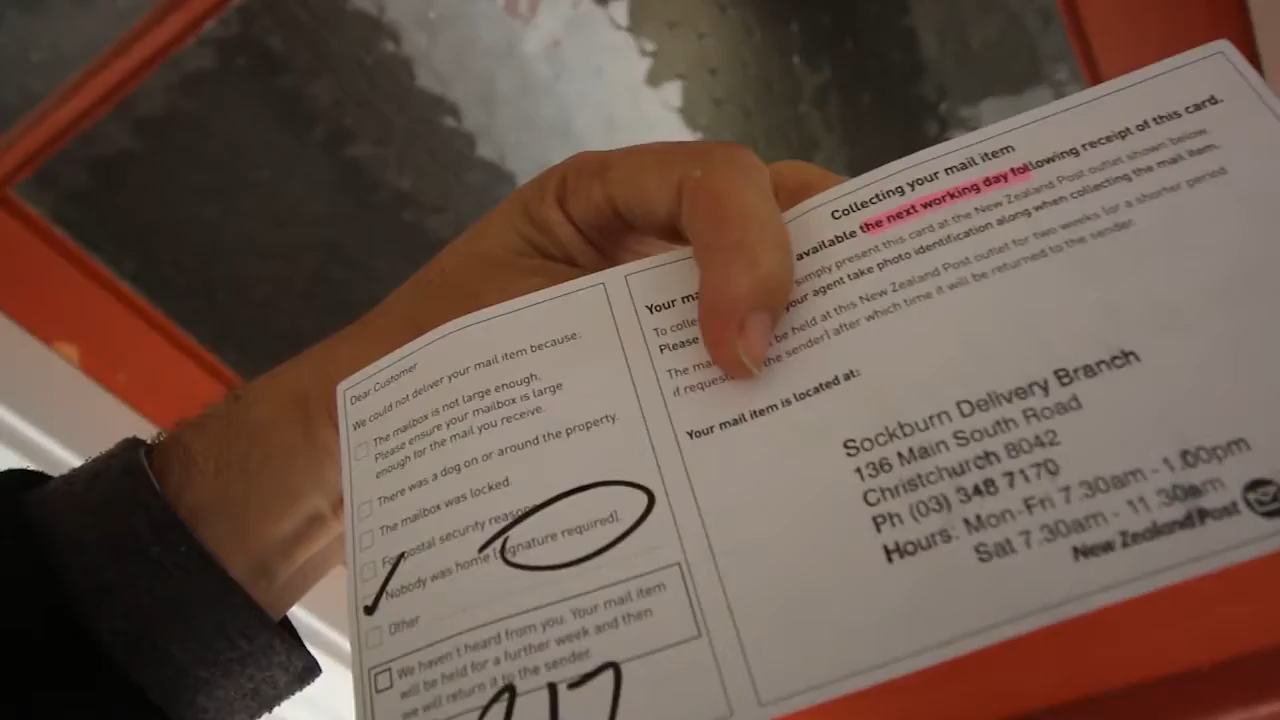 Dear Customer
We could not deliver your mail item because:
The mailbox is not large enough.
Please ensure your mailbox is large
enough for the mail you receive.
There was a dog on or around the property.
The mailbox was locked.
For postal security reasons
Nobody was home [signature required].
Other
We haven't heard from you. Your mail item
will be held for a further week and then
we will return it to the sender.
217
Collecting your mail item
Your available the next working day following receipt of this card.
To simply present this card at the New Zealand Post outlet shown below.
Please your agent take photo identification along when collecting the mail item.
The be held at this New Zealand Post outlet for two weeks [or a shorter period
if the sender] after which time it will be returned to the sender.
Your mail item is located at:
Sockburn Delivery Branch
136 Main South Road
Christchurch 8042
Ph (03) 348 7170
Hours: Mon-Fri 7.30am - 1.00pm
Sat 7.30am - 11.30am
New Zealand Post